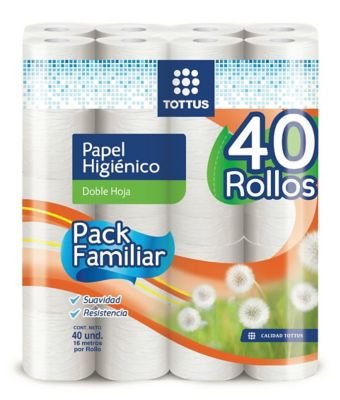 TOTTUS
Papel
Higiénico
Doble Hoja
40
Rollos
Pack
Familiar
Suavidad
Resistencia
CONT. NETO
40 und.
16 metros
por Rollo
CALIDAD TOTTUS